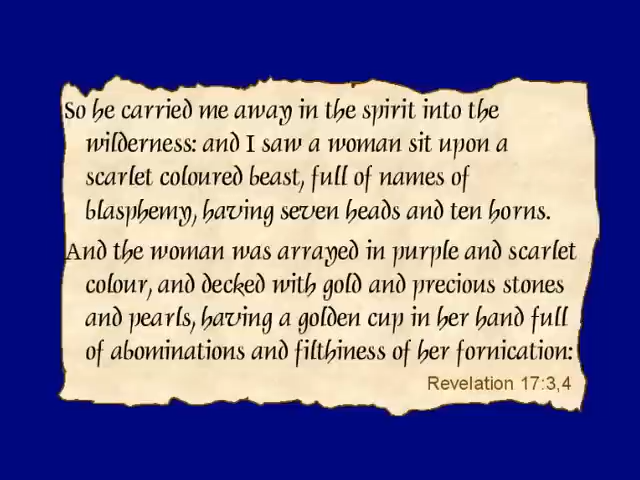 So he carried me away in the spirit into the
wilderness: and I saw a woman sit upon a
scarlet coloured beast, full of names of
blasphemy, having seven heads and ten horns.
And the woman was arrayed in purple and scarlet
colour, and decked with gold and precious stones
and pearls, having a golden cup in her hand full
of abominations and filthiness of her fornication:
Revelation 17:3,4